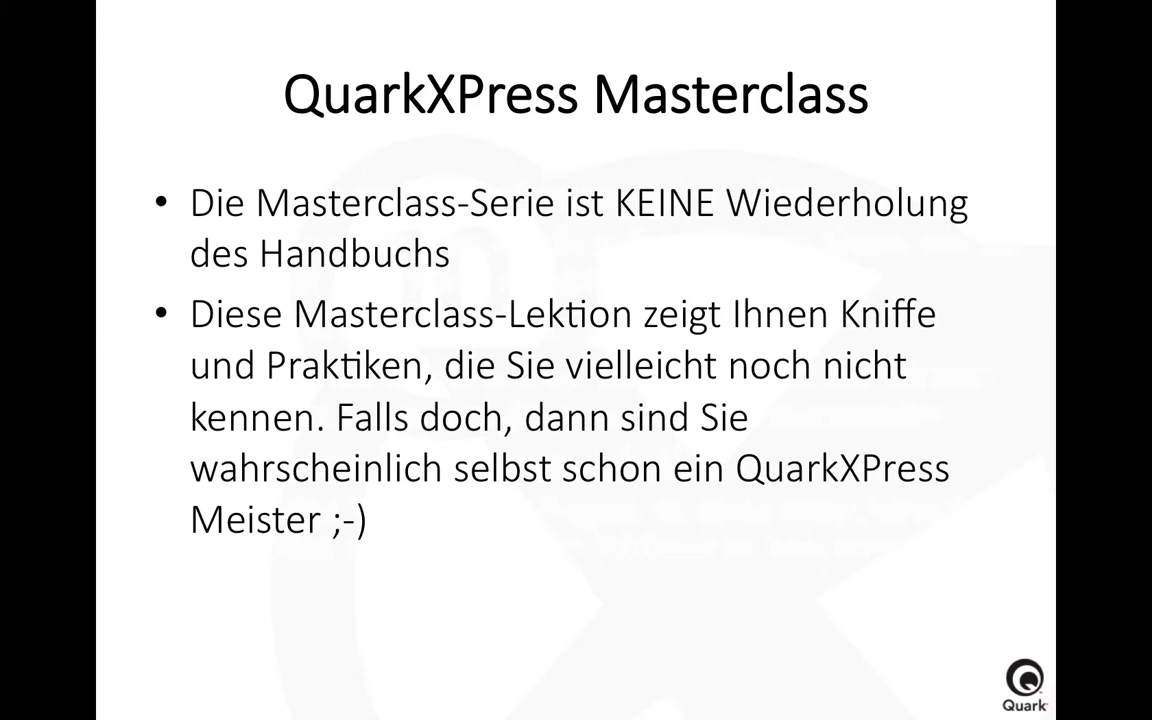 QuarkXPress Masterclass
• Die Masterclass-Serie ist KEINE Wiederholung
des Handbuchs
• Diese Masterclass-Lektion zeigt Ihnen Kniffe
und Praktiken, die Sie vielleicht noch nicht
kennen. Falls doch, dann sind Sie
wahrscheinlich selbst schon ein QuarkXPress
Meister ;-)
Quark